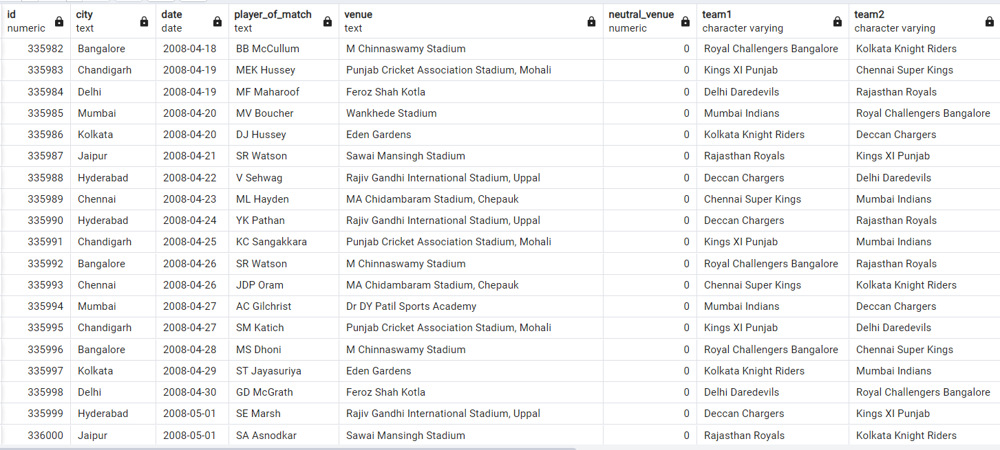 id city date player_of_match venue neutral_venue team1 team2
numeric text date text text numeric character varying character varying
335982 Bangalore 2008-04-18 BB McCullum M Chinnaswamy Stadium 0 Royal Challengers Bangalore Kolkata Knight Riders
335983 Chandigarh 2008-04-19 MEK Hussey Punjab Cricket Association Stadium, Mohali 0 Kings XI Punjab Chennai Super Kings
335984 Delhi 2008-04-19 MF Maharoof Feroz Shah Kotla 0 Delhi Daredevils Rajasthan Royals
335985 Mumbai 2008-04-20 MV Boucher Wankhede Stadium 0 Mumbai Indians Royal Challengers Bangalore
335986 Kolkata 2008-04-20 DJ Hussey Eden Gardens 0 Kolkata Knight Riders Deccan Chargers
335987 Jaipur 2008-04-21 SR Watson Sawai Mansingh Stadium 0 Rajasthan Royals Kings XI Punjab
335988 Hyderabad 2008-04-22 V Sehwag Rajiv Gandhi International Stadium, Uppal 0 Deccan Chargers Delhi Daredevils
335989 Chennai 2008-04-23 ML Hayden MA Chidambaram Stadium, Chepauk 0 Chennai Super Kings Mumbai Indians
335990 Hyderabad 2008-04-24 YK Pathan Rajiv Gandhi International Stadium, Uppal 0 Deccan Chargers Rajasthan Royals
335991 Chandigarh 2008-04-25 KC Sangakkara Punjab Cricket Association Stadium, Mohali 0 Kings XI Punjab Mumbai Indians
335992 Bangalore 2008-04-26 SR Watson M Chinnaswamy Stadium 0 Royal Challengers Bangalore Rajasthan Royals
335993 Chennai 2008-04-26 JDP Oram MA Chidambaram Stadium, Chepauk 0 Chennai Super Kings Kolkata Knight Riders
335994 Mumbai 2008-04-27 AC Gilchrist Dr DY Patil Sports Academy 0 Mumbai Indians Deccan Chargers
335995 Chandigarh 2008-04-27 SM Katich Punjab Cricket Association Stadium, Mohali 0 Kings XI Punjab Delhi Daredevils
335996 Bangalore 2008-04-28 MS Dhoni M Chinnaswamy Stadium 0 Royal Challengers Bangalore Chennai Super Kings
335997 Kolkata 2008-04-29 ST Jayasuriya Eden Gardens 0 Kolkata Knight Riders Mumbai Indians
335998 Delhi 2008-04-30 GD McGrath Feroz Shah Kotla 0 Delhi Daredevils Royal Challengers Bangalore
335999 Hyderabad 2008-05-01 SE Marsh Rajiv Gandhi International Stadium, Uppal 0 Deccan Chargers Kings XI Punjab
336000 Jaipur 2008-05-01 SA Asnodkar Sawai Mansingh Stadium 0 Rajasthan Royals Kolkata Knight Riders